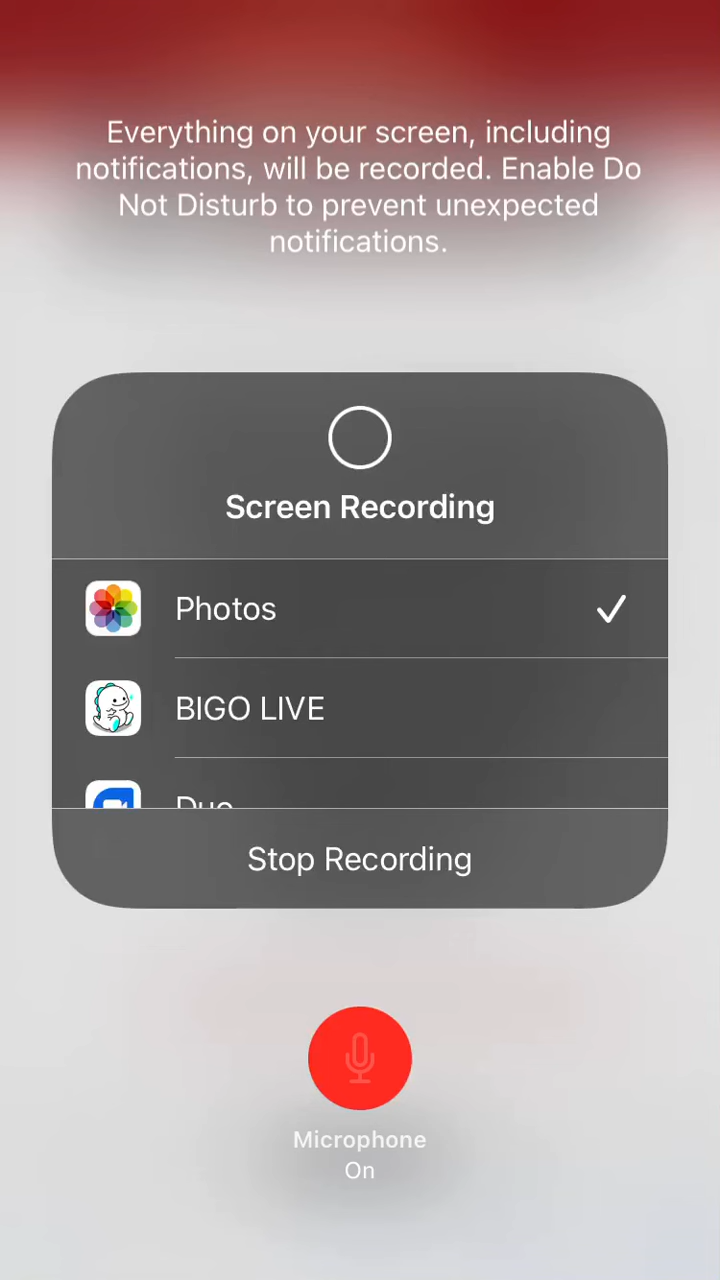 Everything on your screen, including
notifications, will be recorded. Enable Do
Not Disturb to prevent unexpected
notifications.
Screen Recording
Photos
BIGO LIVE
Duo
Stop Recording
Microphone
On